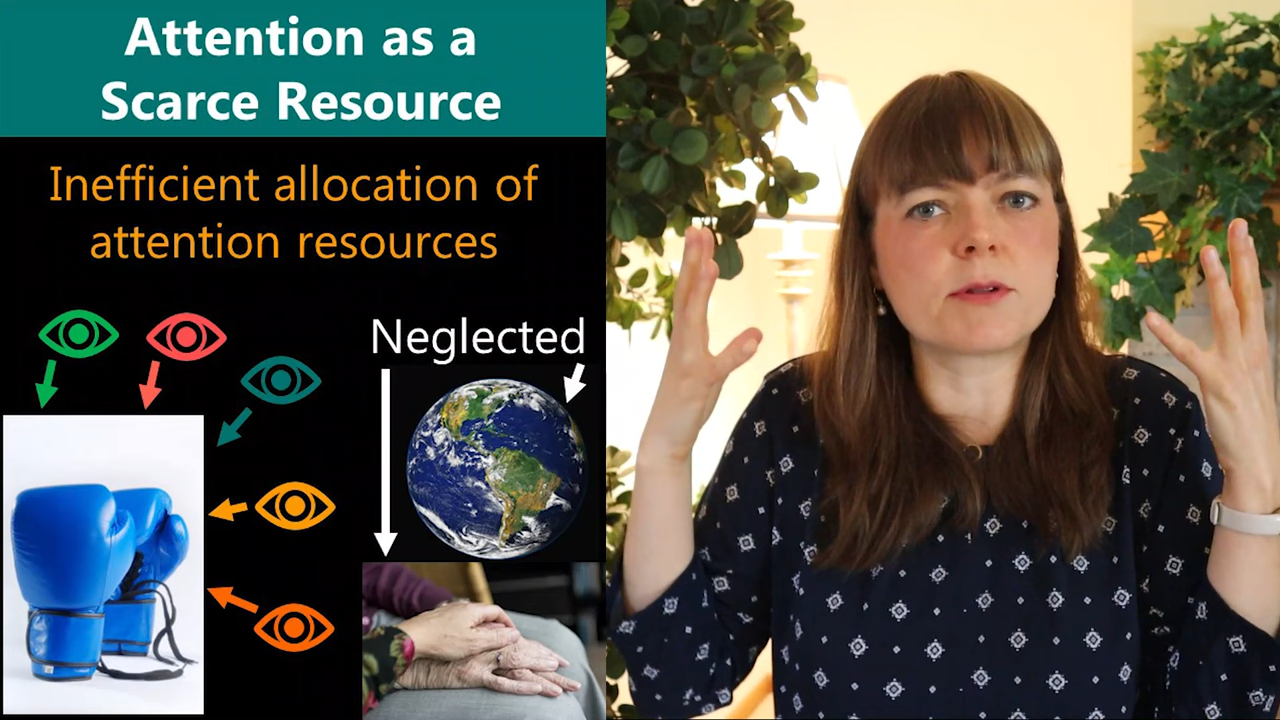 Attention as a
Scarce Resource
Inefficient allocation of
attention resources
Neglected